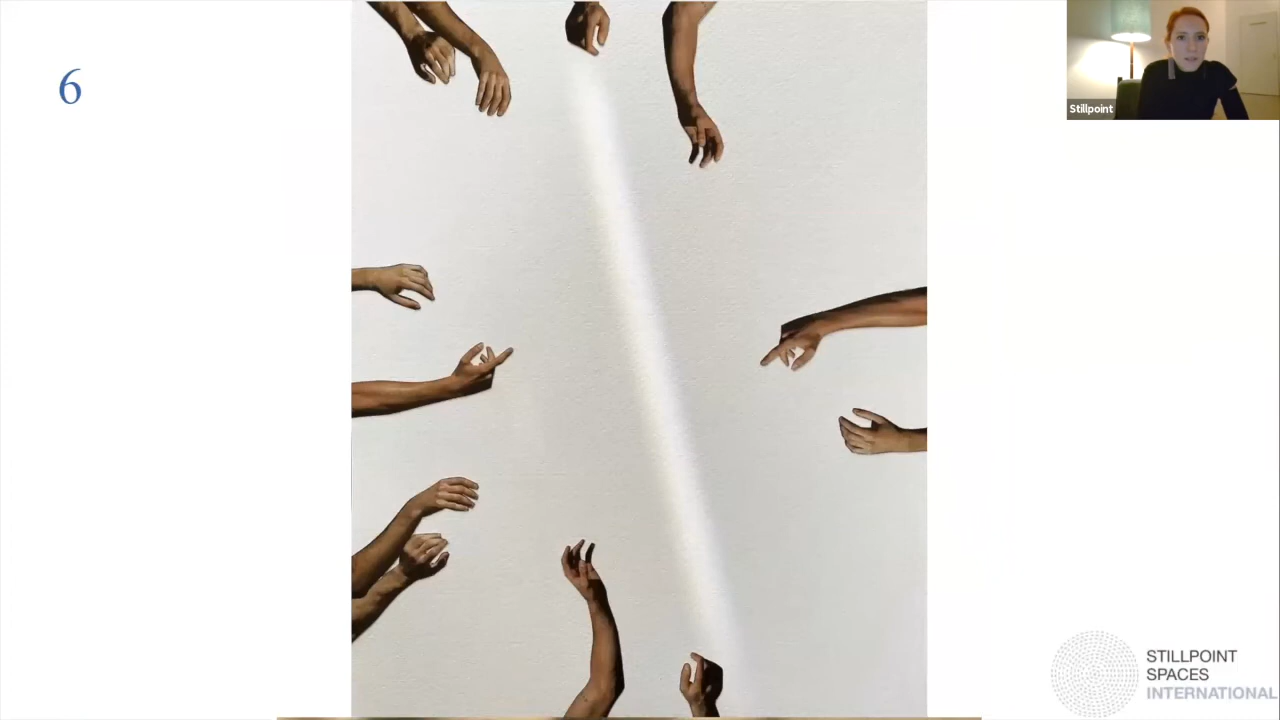 6
Stillpoint
STILLPOINT
SPACES
INTERNATIONAL